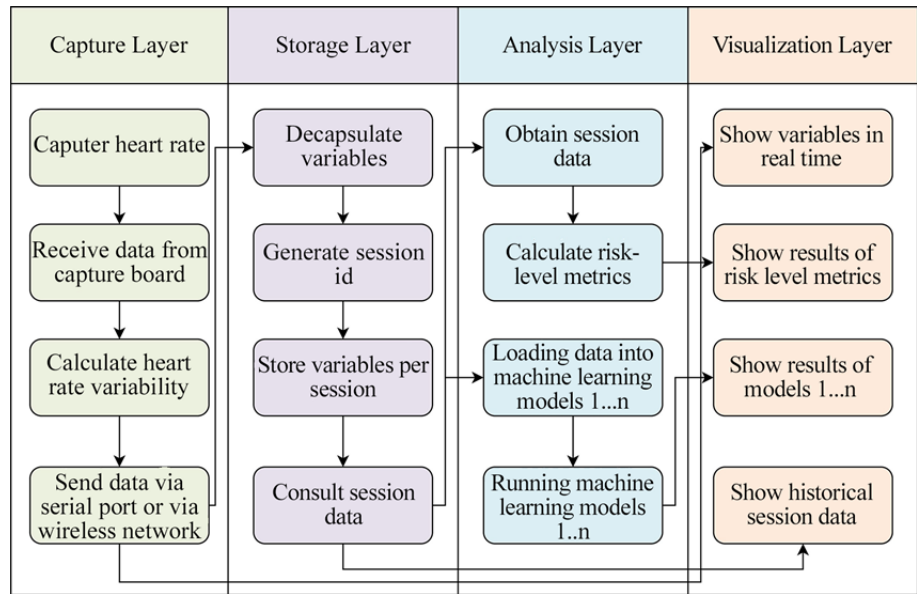 Capture Layer
Storage Layer
Analysis Layer
Visualization Layer
Caputer heart rate
Receive data from
capture board
Calculate heart
rate variability
Send data via
serial port or via
wireless network
Decapsulate
variables
Generate session
id
Store variables per
session
Consult session
data
Obtain session
data
Calculate risk-
level metrics
Loading data into
machine learning
models 1...n
Running machine
learning models
1..n
Show variables in
real time
Show results of
risk level metrics
Show results of
models 1...n
Show historical
session data